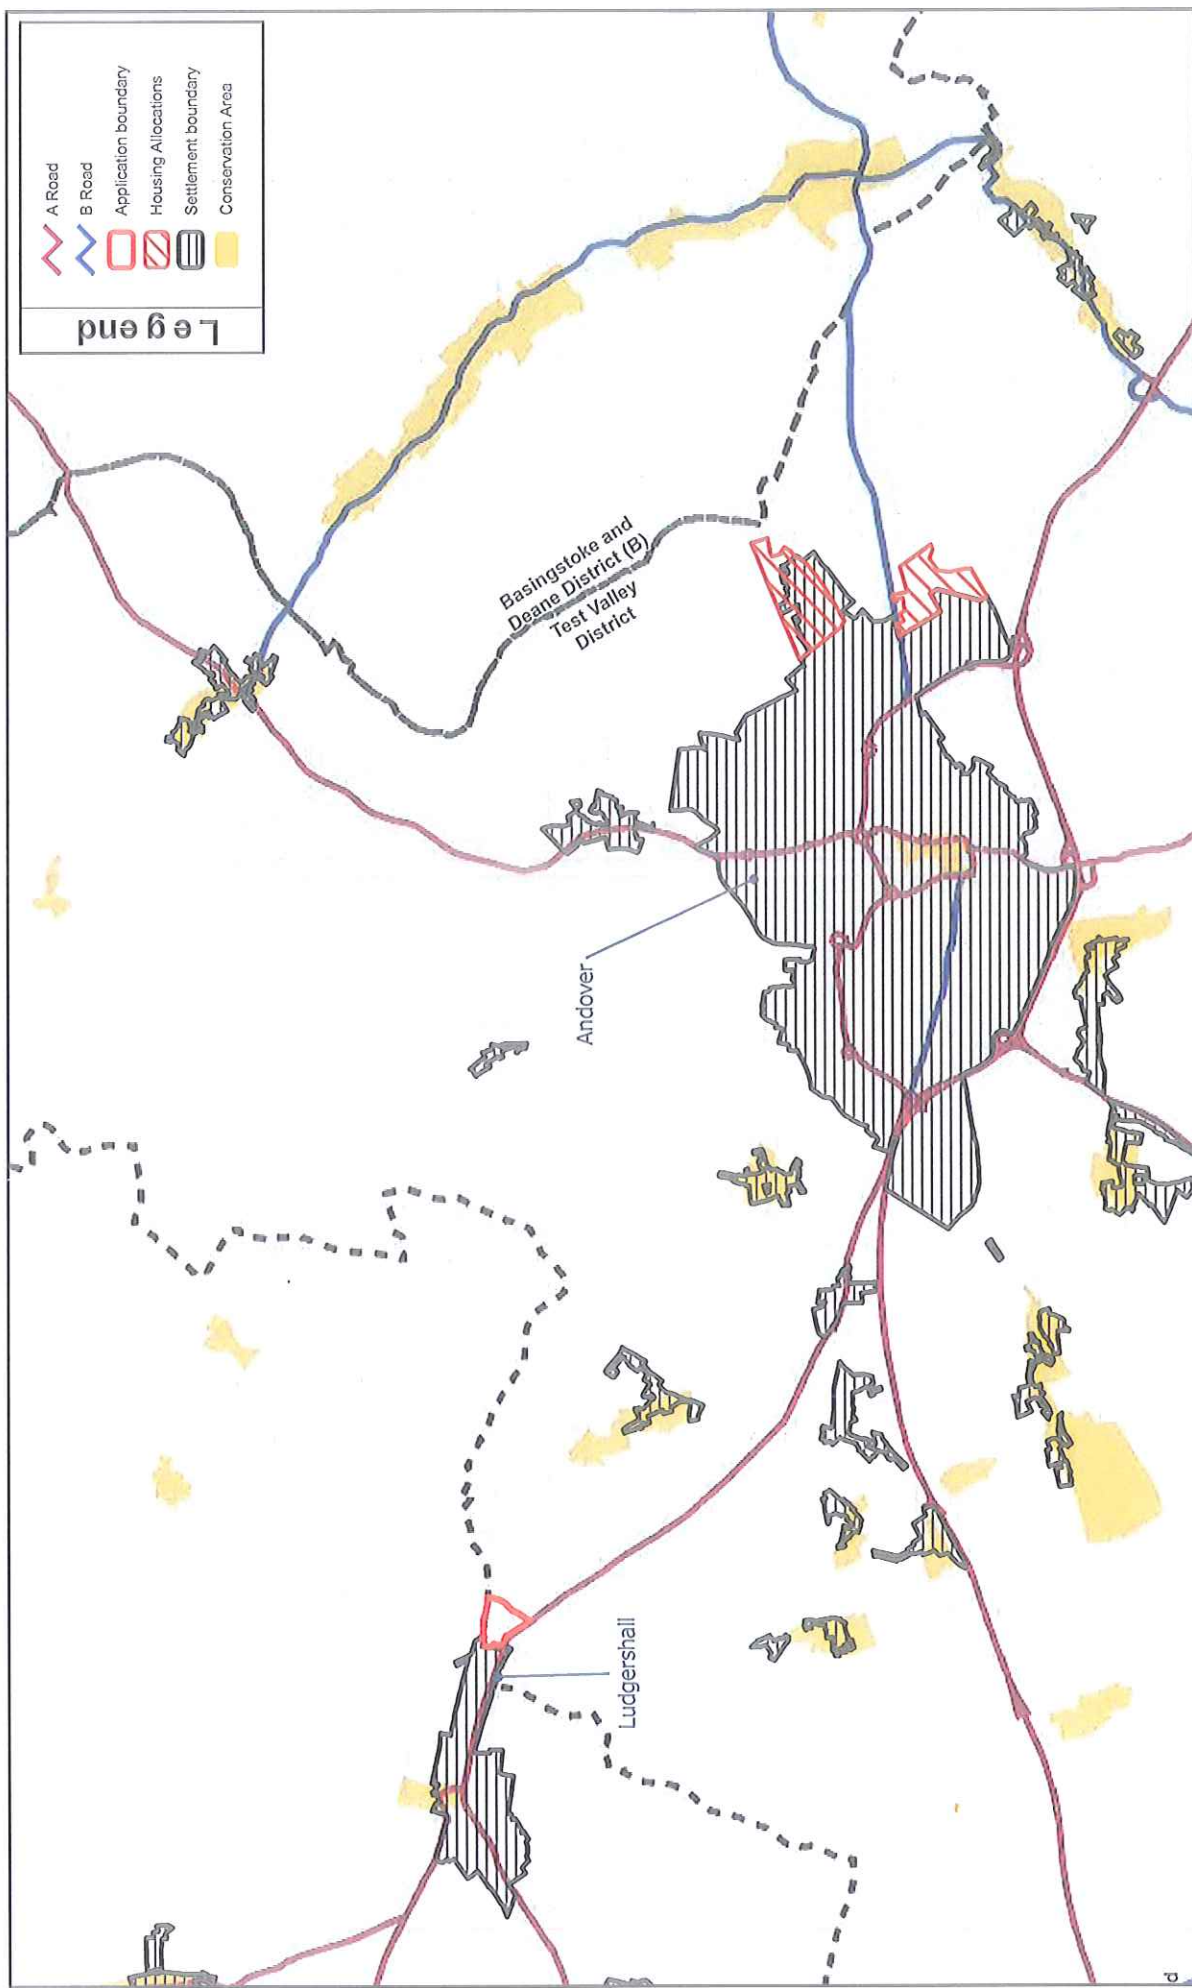 Legend
A Road
B Road
Application boundary
Housing Allocations
Settlement boundary
Conservation Area
Basingstoke and
Deane District (B)
Test Valley
District
Andover
Ludgershall